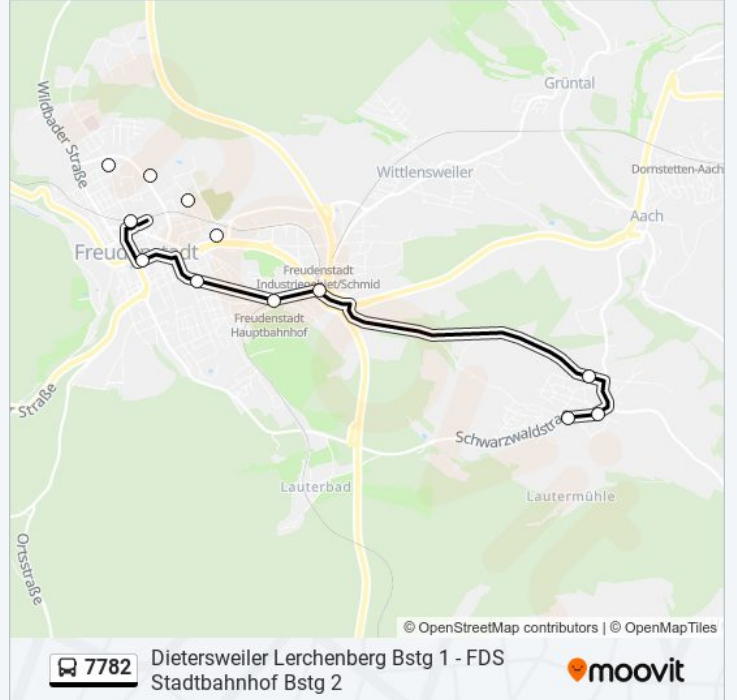 Grüntal
Wildbader Straße
Wittlensweiler
Dornstetten-Aach
Aach
Freudenstadt
Freudenstadt
Industriegebiet/Schmid
Freudenstadt
Hauptbahnhof
r Straße
Schwarzwaldstra
Lauterbad
Lautermühle
Ortsstraße
© OpenStreetMap contributors | © OpenMapTiles
7782
Dietersweiler Lerchenberg Bstg 1 - FDS
Stadtbahnhof Bstg 2
moovit